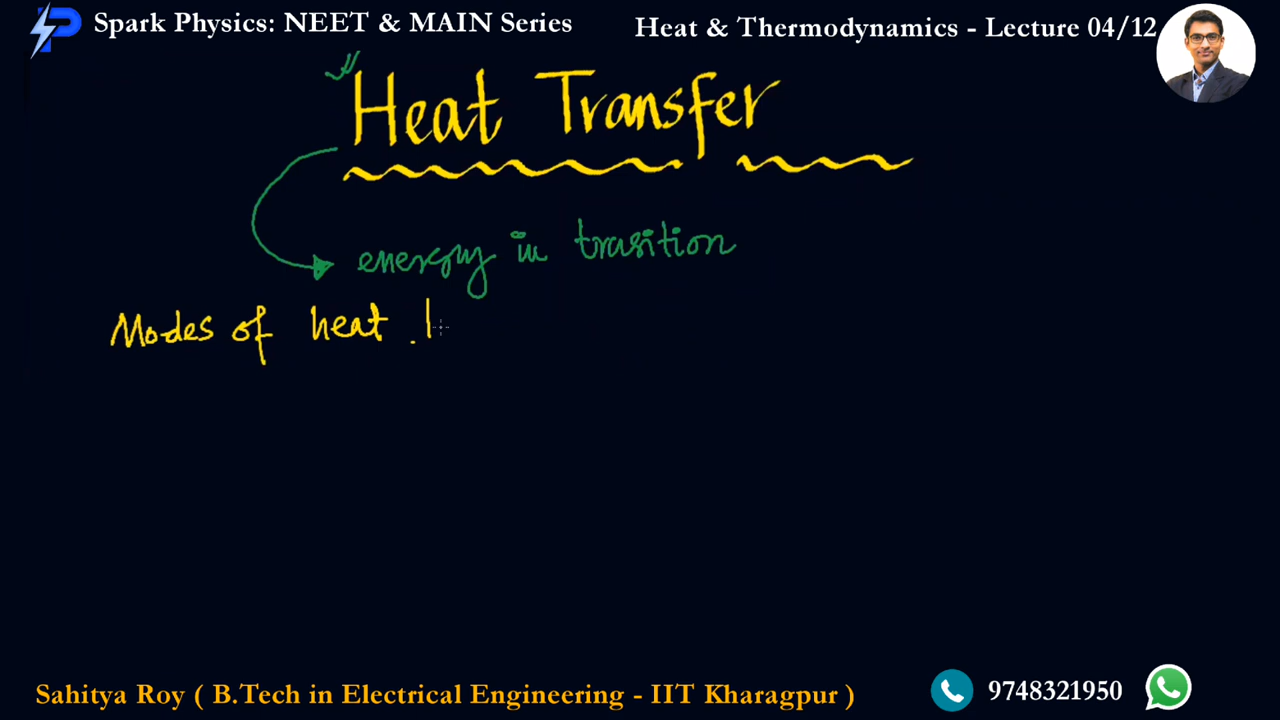 Spark Physics: NEET & MAIN Series
Heat & Thermodynamics - Lecture 04/12
Heat Transfer
energy in trasition
Modes of heat
Sahitya Roy ( B.Tech in Electrical Engineering - IIT Kharagpur )
9748321950